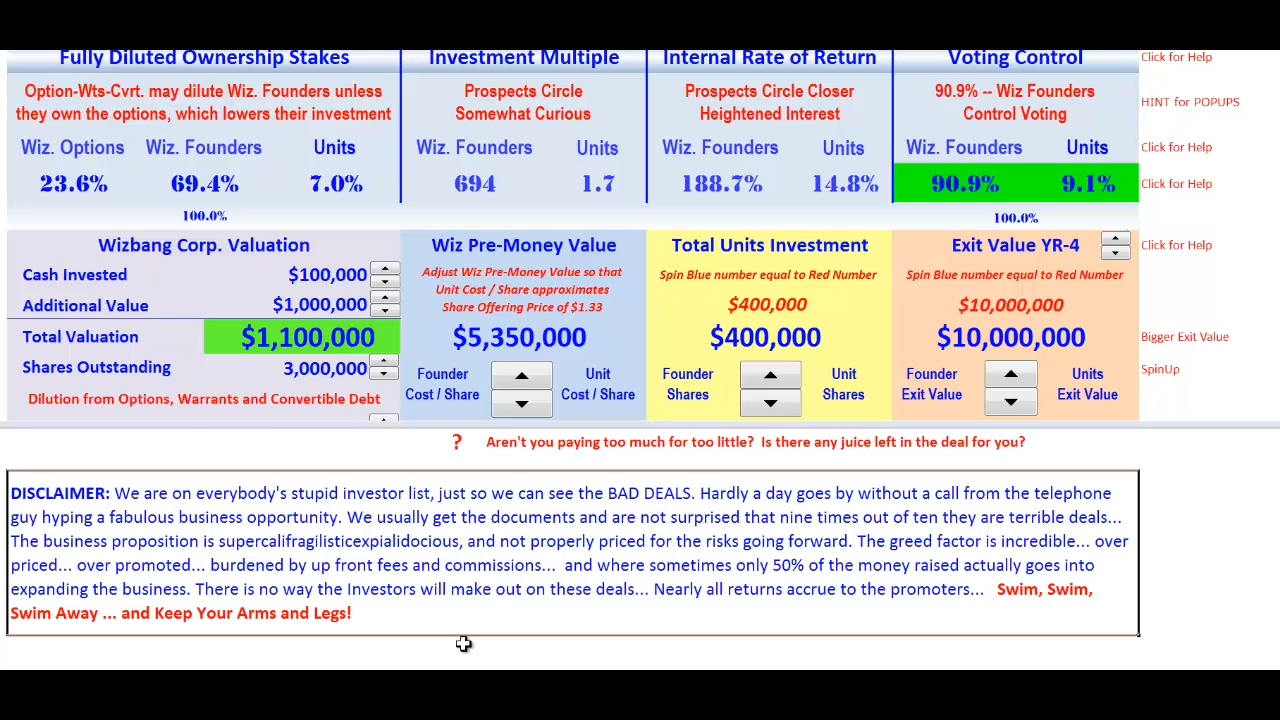 Fully Diluted Ownership Stakes
Investment Multiple
Internal Rate of Return
Voting Control
Click for Help
Option-Wts-Cvrt. may dilute Wiz. Founders unless
they own the options, which lowers their investment
Prospects Circle
Somewhat Curious
Prospects Circle Closer
Heightened Interest
90.9% -- Wiz Founders
Control Voting
HINT for POPUPS
Wiz. Options Wiz. Founders Units
Wiz. Founders Units
Wiz. Founders Units
Wiz. Founders Units
Click for Help
23.6% 69.4% 7.0%
694 1.7
188.7% 14.8%
90.9% 9.1%
Click for Help
100.0%
100.0%
Wizbang Corp. Valuation
Cash Invested $100,000
Additional Value $1,000,000
Total Valuation $1,100,000
Shares Outstanding 3,000,000
Dilution from Options, Warrants and Convertible Debt
Wiz Pre-Money Value
Adjust Wiz Pre-Money Value so that
Unit Cost / Share approximates
Share Offering Price of $1.33
$5,350,000
Founder Unit
Cost / Share Cost / Share
Total Units Investment
Spin Blue number equal to Red Number
$400,000
$400,000
Founder Unit
Shares Shares
Exit Value YR-4
Spin Blue number equal to Red Number
$10,000,000
$10,000,000
Founder Units
Exit Value Exit Value
Click for Help
Bigger Exit Value
SpinUp
? Aren't you paying too much for too little? Is there any juice left in the deal for you?
DISCLAIMER: We are on everybody's stupid investor list, just so we can see the BAD DEALS. Hardly a day goes by without a call from the telephone
guy hyping a fabulous business opportunity. We usually get the documents and are not surprised that nine times out of ten they are terrible deals...
The business proposition is supercalifragilisticexpialidocious, and not properly priced for the risks going forward. The greed factor is incredible... over
priced... over promoted... burdened by up front fees and commissions... and where sometimes only 50% of the money raised actually goes into
expanding the business. There is no way the Investors will make out on these deals... Nearly all returns accrue to the promoters... Swim, Swim,
Swim Away ... and Keep Your Arms and Legs!